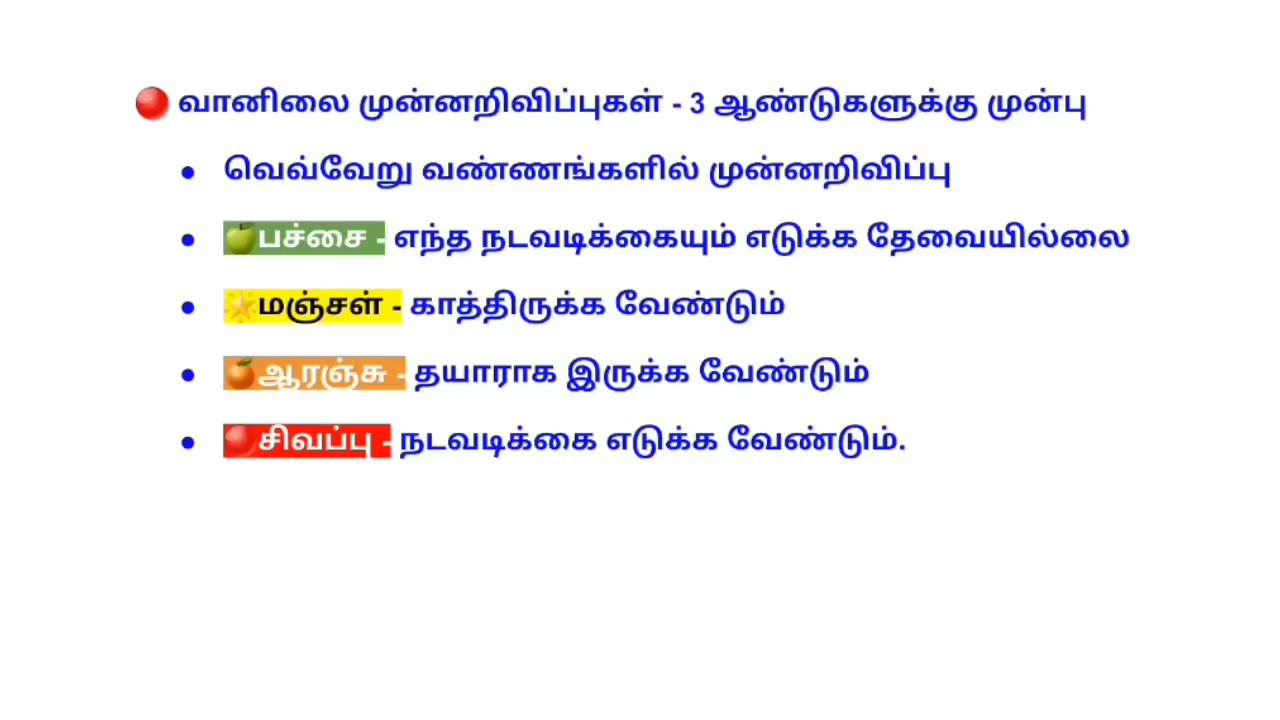 🔴 வானிலை முன்னறிவிப்புகள் - 3 ஆண்டுகளுக்கு முன்பு
● வெவ்வேறு வண்ணங்களில் முன்னறிவிப்பு
● 🍏பச்சை - எந்த நடவடிக்கையும் எடுக்க தேவையில்லை
● 🌟மஞ்சள் - காத்திருக்க வேண்டும்
● 🍊ஆரஞ்சு - தயாராக இருக்க வேண்டும்
● 🔴சிவப்பு - நடவடிக்கை எடுக்க வேண்டும்.